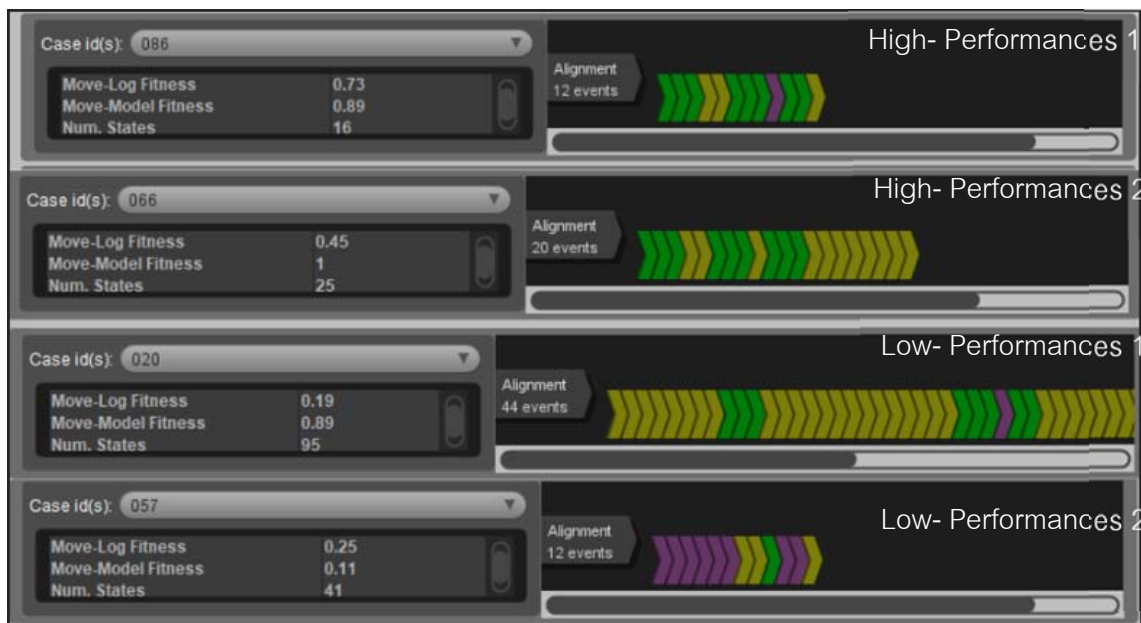 Case id(s): 086
Move-Log Fitness 0.73
Move-Model Fitness 0.89
Num. States 16
Alignment
12 events
High- Performances 1
Case id(s): 066
Move-Log Fitness 0.45
Move-Model Fitness 1
Num. States 25
Alignment
20 events
High- Performances 2
Case id(s): 020
Move-Log Fitness 0.19
Move-Model Fitness 0.89
Num. States 95
Alignment
44 events
Low- Performances 1
Case id(s): 057
Move-Log Fitness 0.25
Move-Model Fitness 0.11
Num. States 41
Alignment
12 events
Low- Performances 2